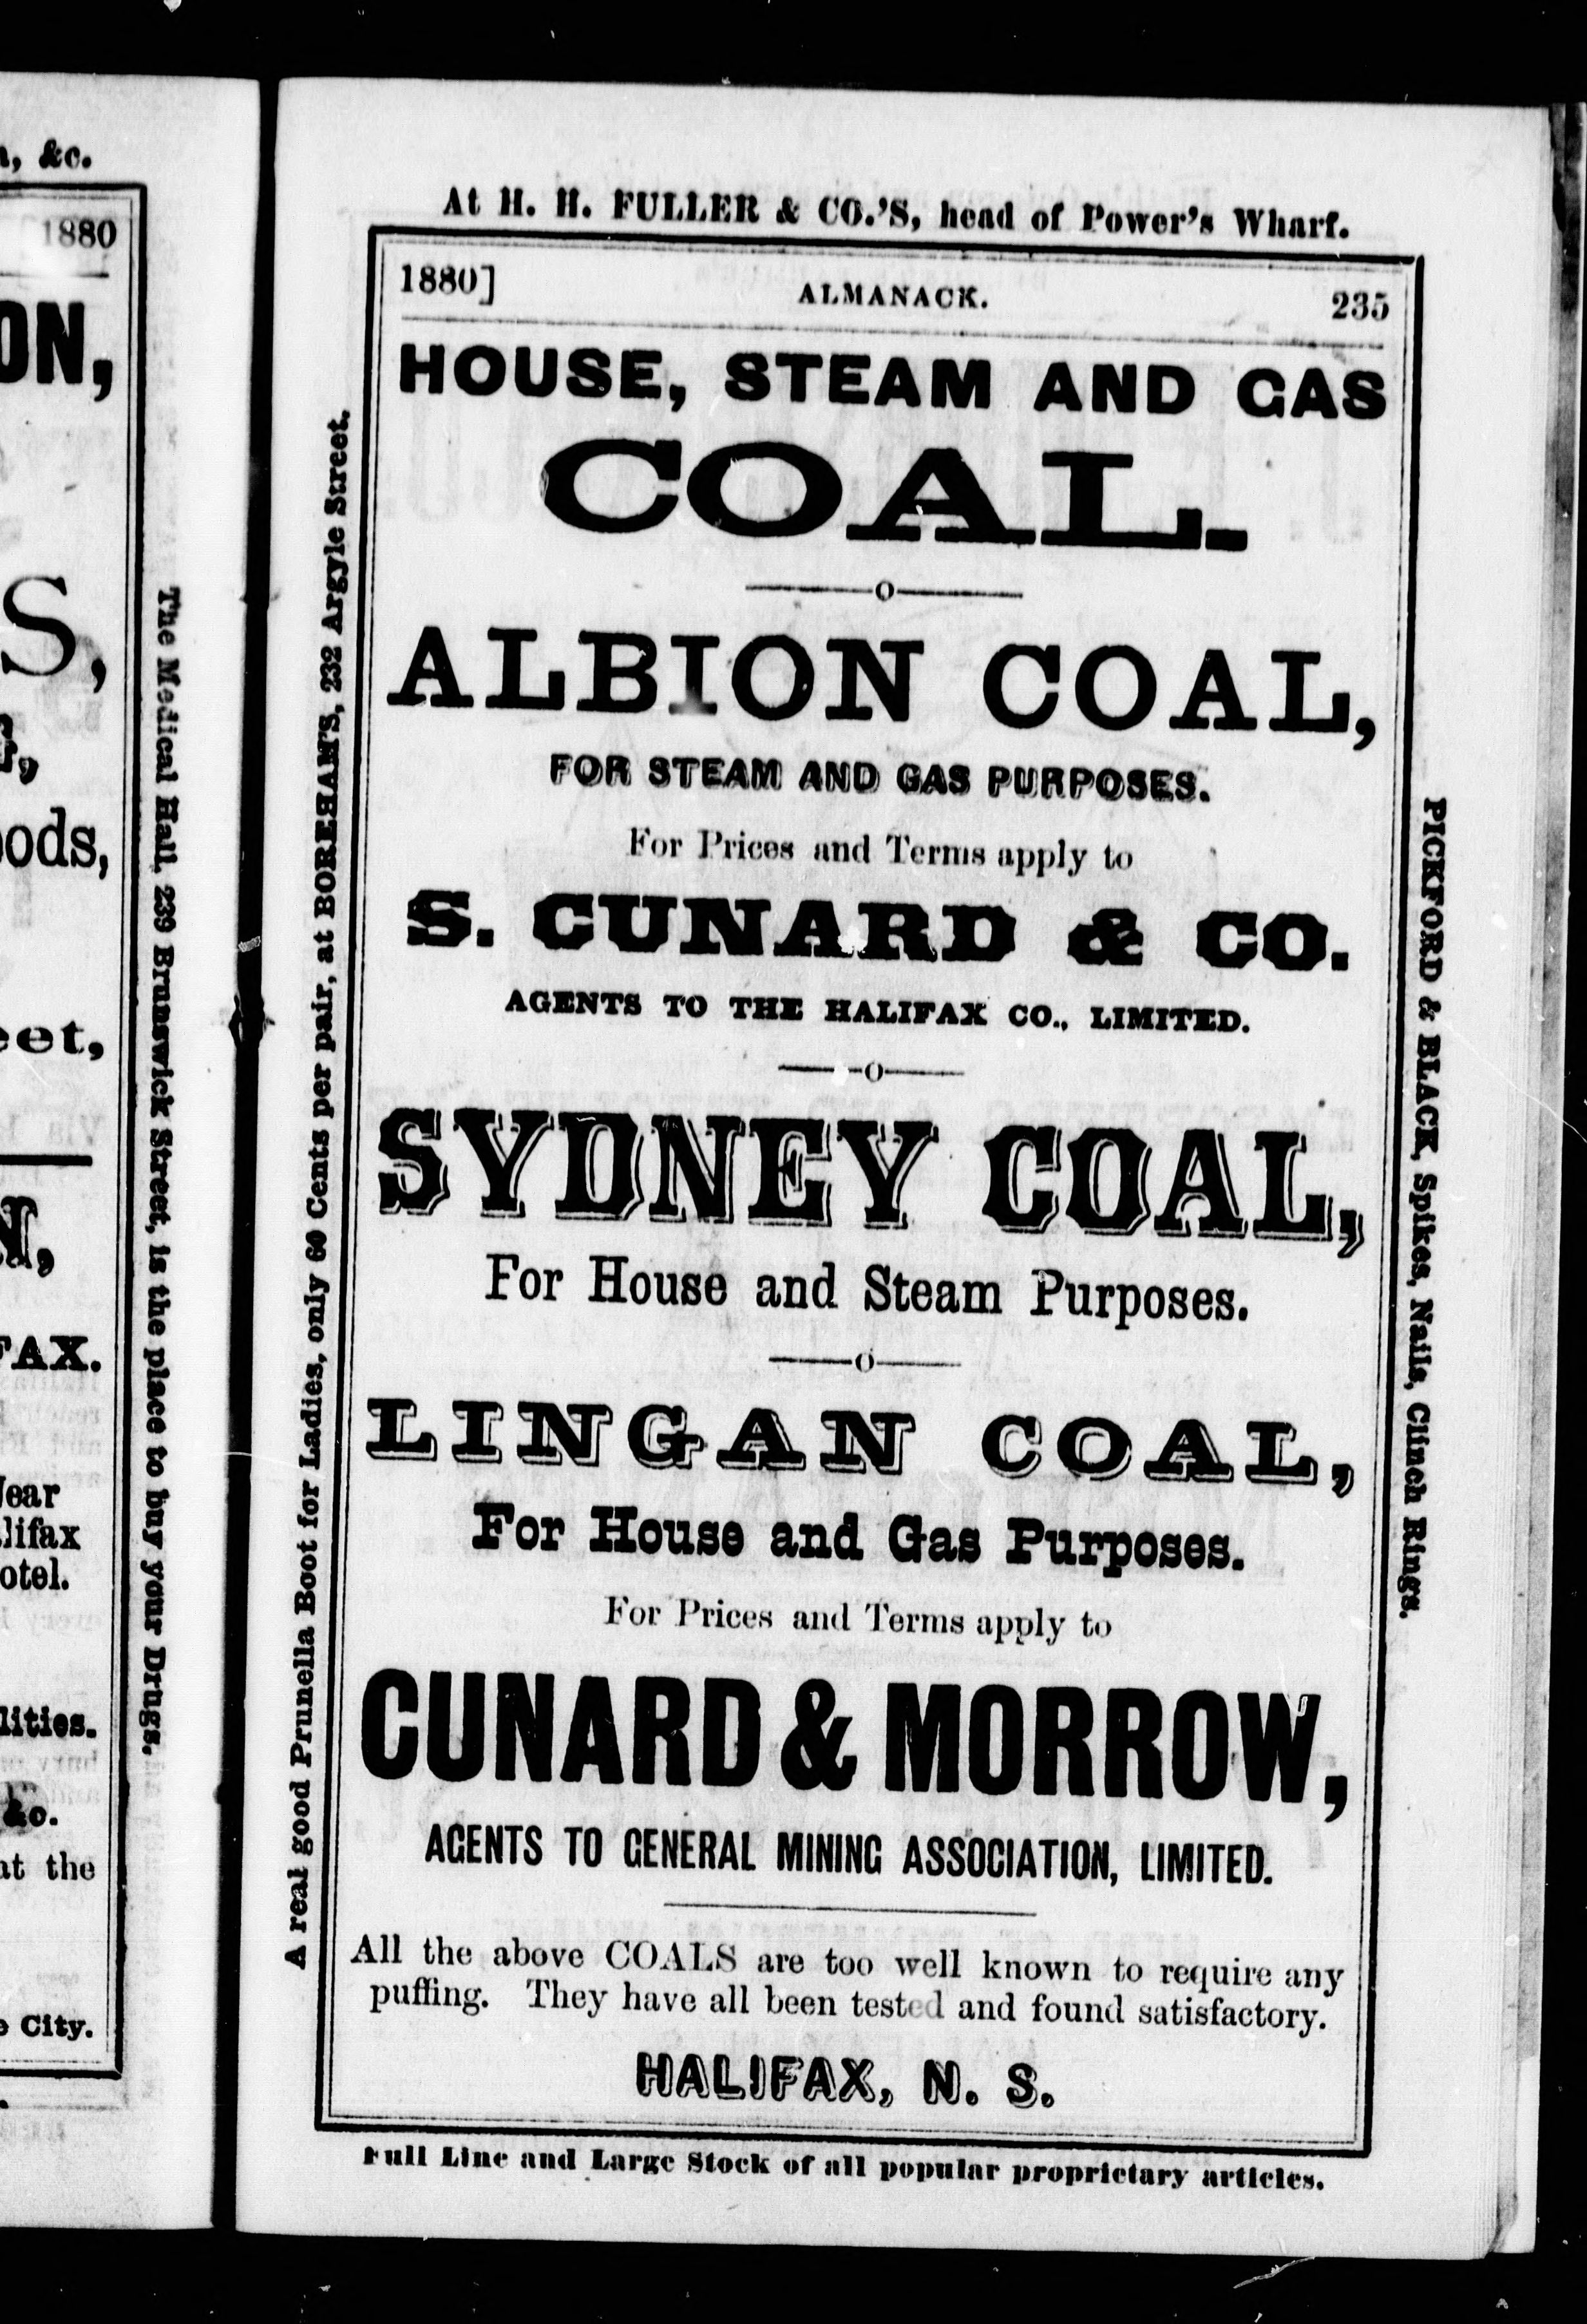 &c.
1880
ON,
S,
ods,
eet,
N,
FAX.
ear
lifax
otel.
lities.
&c.
at the
City.
The Medical Hall, 239 Brunswick Street, is the place to buy your Drugs.
At H. H. FULLER & CO.'S, head of Power's Wharf.
A real good Prunella Boot for Ladies, only 60 Cents per pair, at BOREHAM'S, 232 Argyle Street.
1880] ALMANACK. 235
HOUSE, STEAM AND GAS
COAL.
ALBION COAL,
FOR STEAM AND GAS PURPOSES.
For Prices and Terms apply to
S. CUNARD & CO.
AGENTS TO THE HALIFAX CO., LIMITED.
SYDNEY COAL,
For House and Steam Purposes.
LINGAN COAL,
For House and Gas Purposes.
For Prices and Terms apply to
CUNARD & MORROW,
AGENTS TO GENERAL MINING ASSOCIATION, LIMITED.
All the above COALS are too well known to require any
puffing. They have all been tested and found satisfactory.
HALIFAX, N. S.
PICKFORD & BLACK, Spikes, Nails, Clinch Rings.
Full Line and Large Stock of all popular proprietary articles.